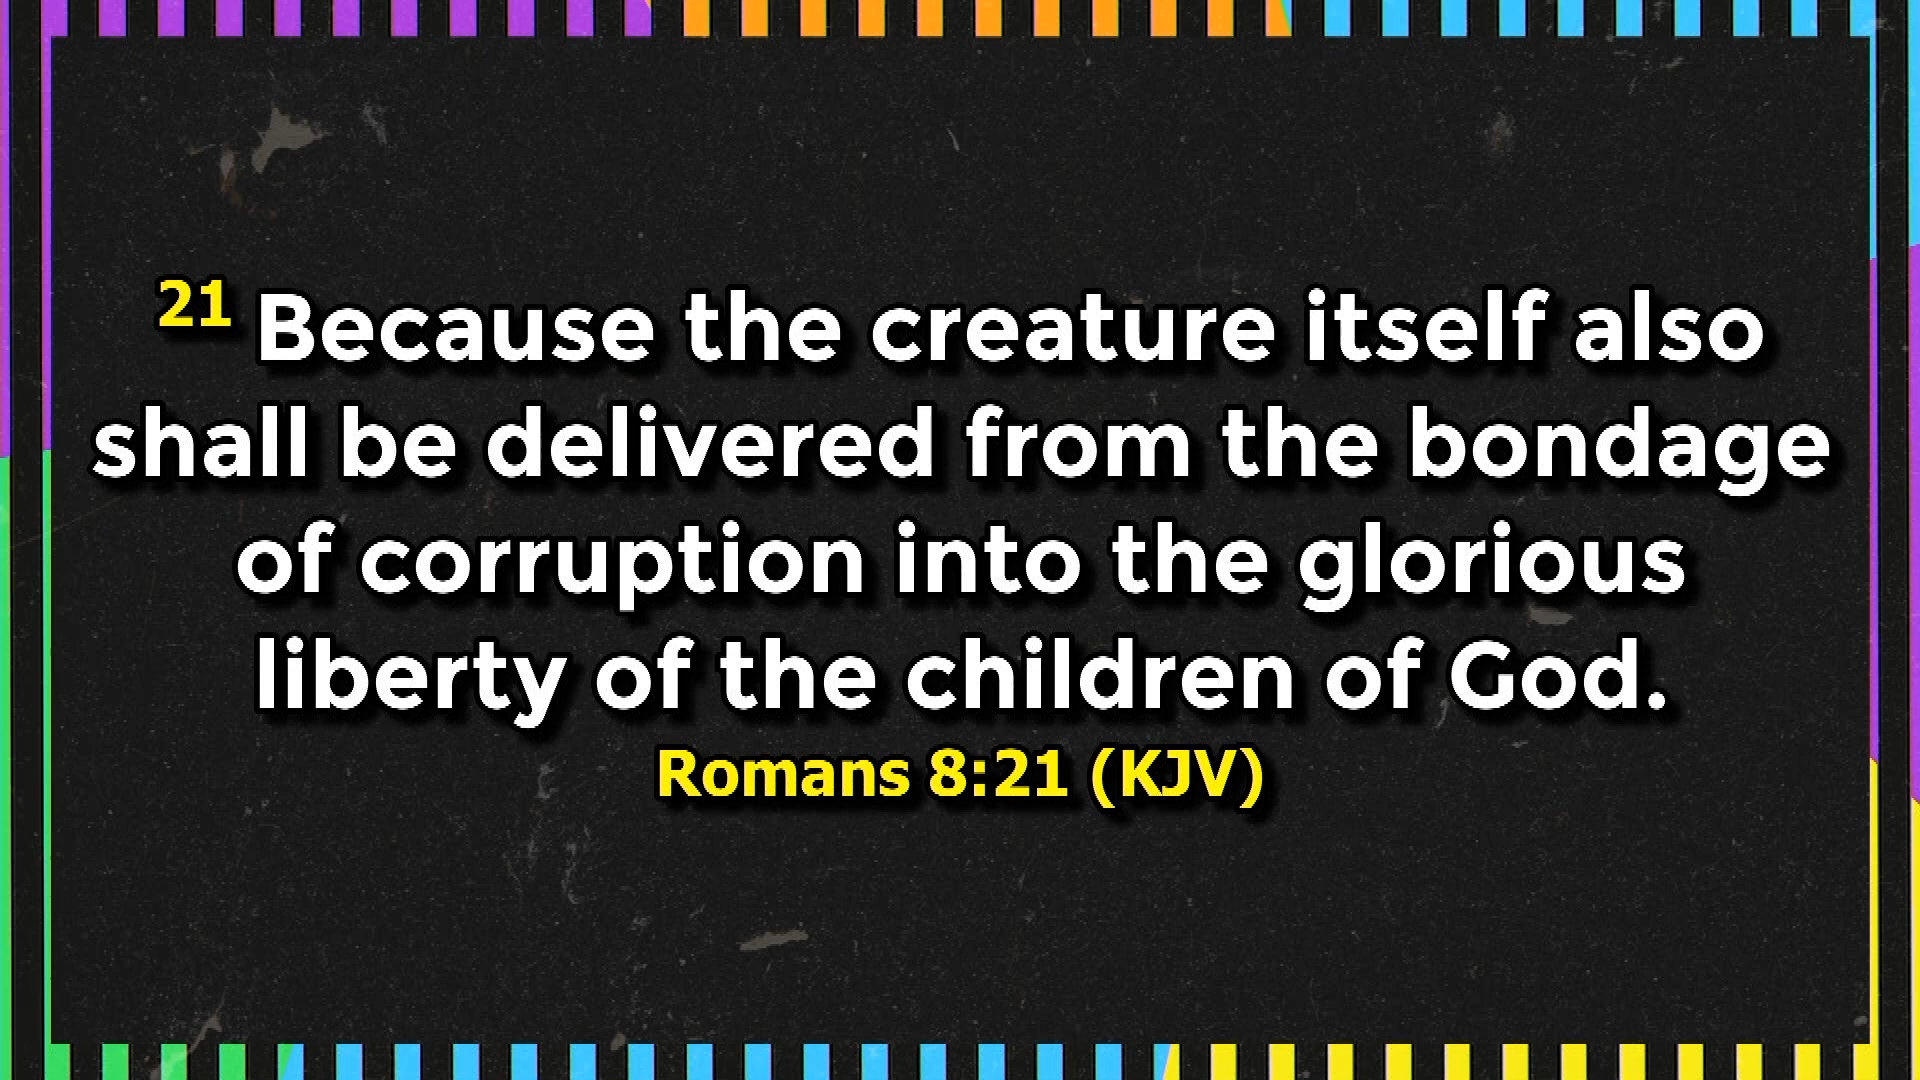 21 Because the creature itself also
shall be delivered from the bondage
of corruption into the glorious
liberty of the children of God.
Romans 8:21 (KJV)